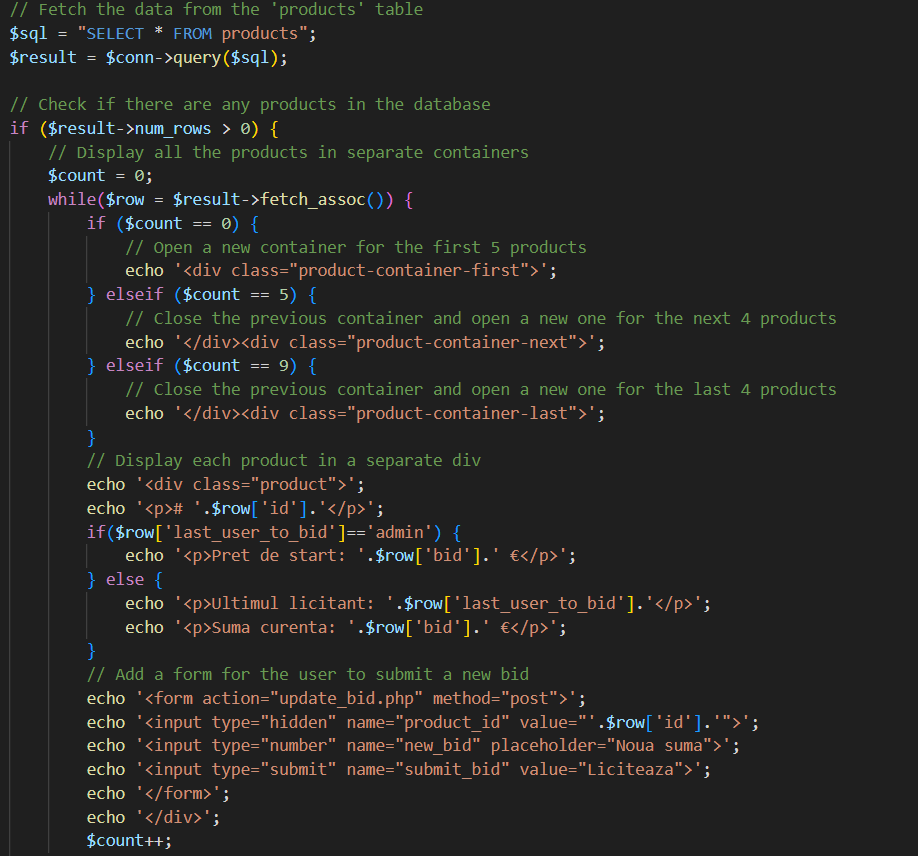 // Fetch the data from the 'products' table
$sql = "SELECT * FROM products";
$result = $conn->query($sql);

// Check if there are any products in the database
if ($result->num_rows > 0) {
    // Display all the products in separate containers
    $count = 0;
    while($row = $result->fetch_assoc()) {
        if ($count == 0) {
            // Open a new container for the first 5 products
            echo '<div class="product-container-first">';
        } elseif ($count == 5) {
            // Close the previous container and open a new one for the next 4 products
            echo '</div><div class="product-container-next">';
        } elseif ($count == 9) {
            // Close the previous container and open a new one for the last 4 products
            echo '</div><div class="product-container-last">';
        }
        // Display each product in a separate div
        echo '<div class="product">';
        echo '<p># '.$row['id'].'</p>';
        if($row['last_user_to_bid']=='admin') {
            echo '<p>Pret de start: '.$row['bid'].' €</p>';
        } else {
            echo '<p>Ultimul licitant: '.$row['last_user_to_bid'].'</p>';
            echo '<p>Suma curenta: '.$row['bid'].' €</p>';
        }
        // Add a form for the user to submit a new bid
        echo '<form action="update_bid.php" method="post">';
        echo '<input type="hidden" name="product_id" value="'.$row['id'].'">';
        echo '<input type="number" name="new_bid" placeholder="Noua suma">';
        echo '<input type="submit" name="submit_bid" value="Liciteaza">';
        echo '</form>';
        echo '</div>';
        $count++;